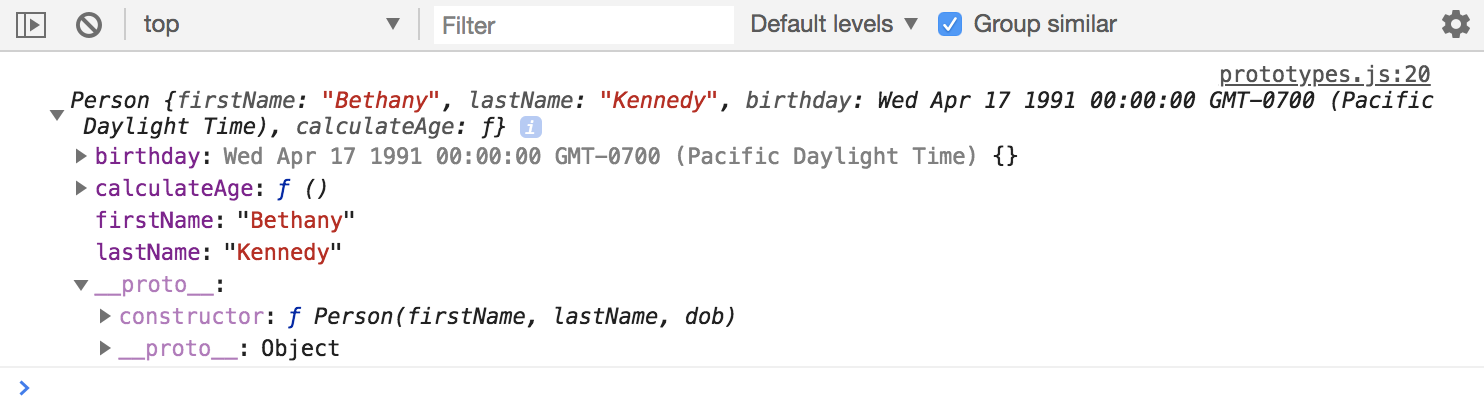 top Filter Default levels Group similar
prototypes.js:20
Person {firstName: "Bethany", lastName: "Kennedy", birthday: Wed Apr 17 1991 00:00:00 GMT-0700 (Pacific
Daylight Time), calculateAge: ƒ} i
birthday: Wed Apr 17 1991 00:00:00 GMT-0700 (Pacific Daylight Time) {}
calculateAge: ƒ ()
firstName: "Bethany"
lastName: "Kennedy"
__proto__:
constructor: ƒ Person(firstName, lastName, dob)
__proto__: Object